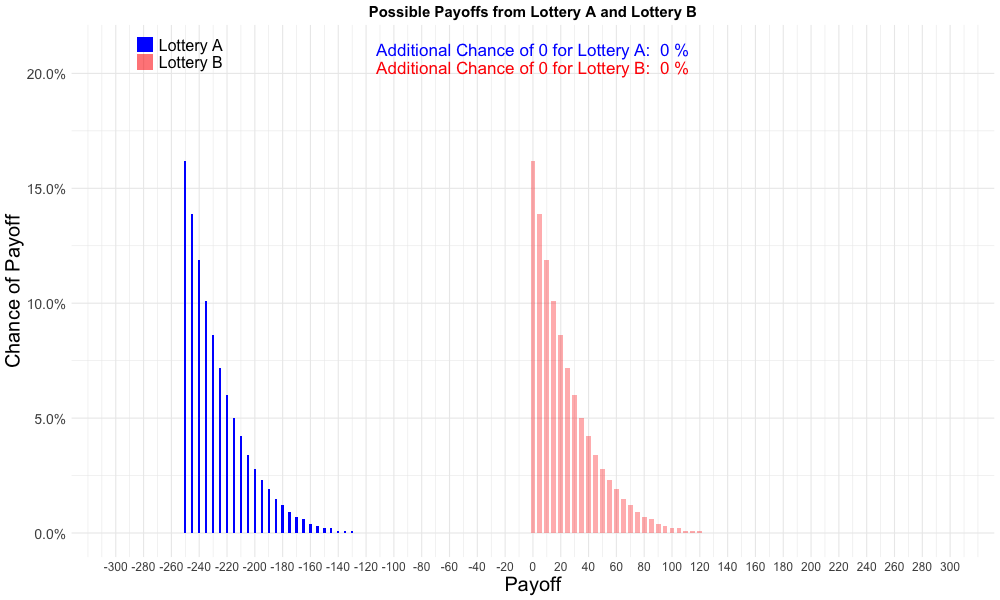 Possible Payoffs from Lottery A and Lottery B
Lottery A
Lottery B
Additional Chance of 0 for Lottery A:  0 %
Additional Chance of 0 for Lottery B:  0 %
20.0%
15.0%
10.0%
5.0%
0.0%
Chance of Payoff
-300 -280 -260 -240 -220 -200 -180 -160 -140 -120 -100 -80 -60 -40 -20 0 20 40 60 80 100 120 140 160 180 200 220 240 260 280 300
Payoff